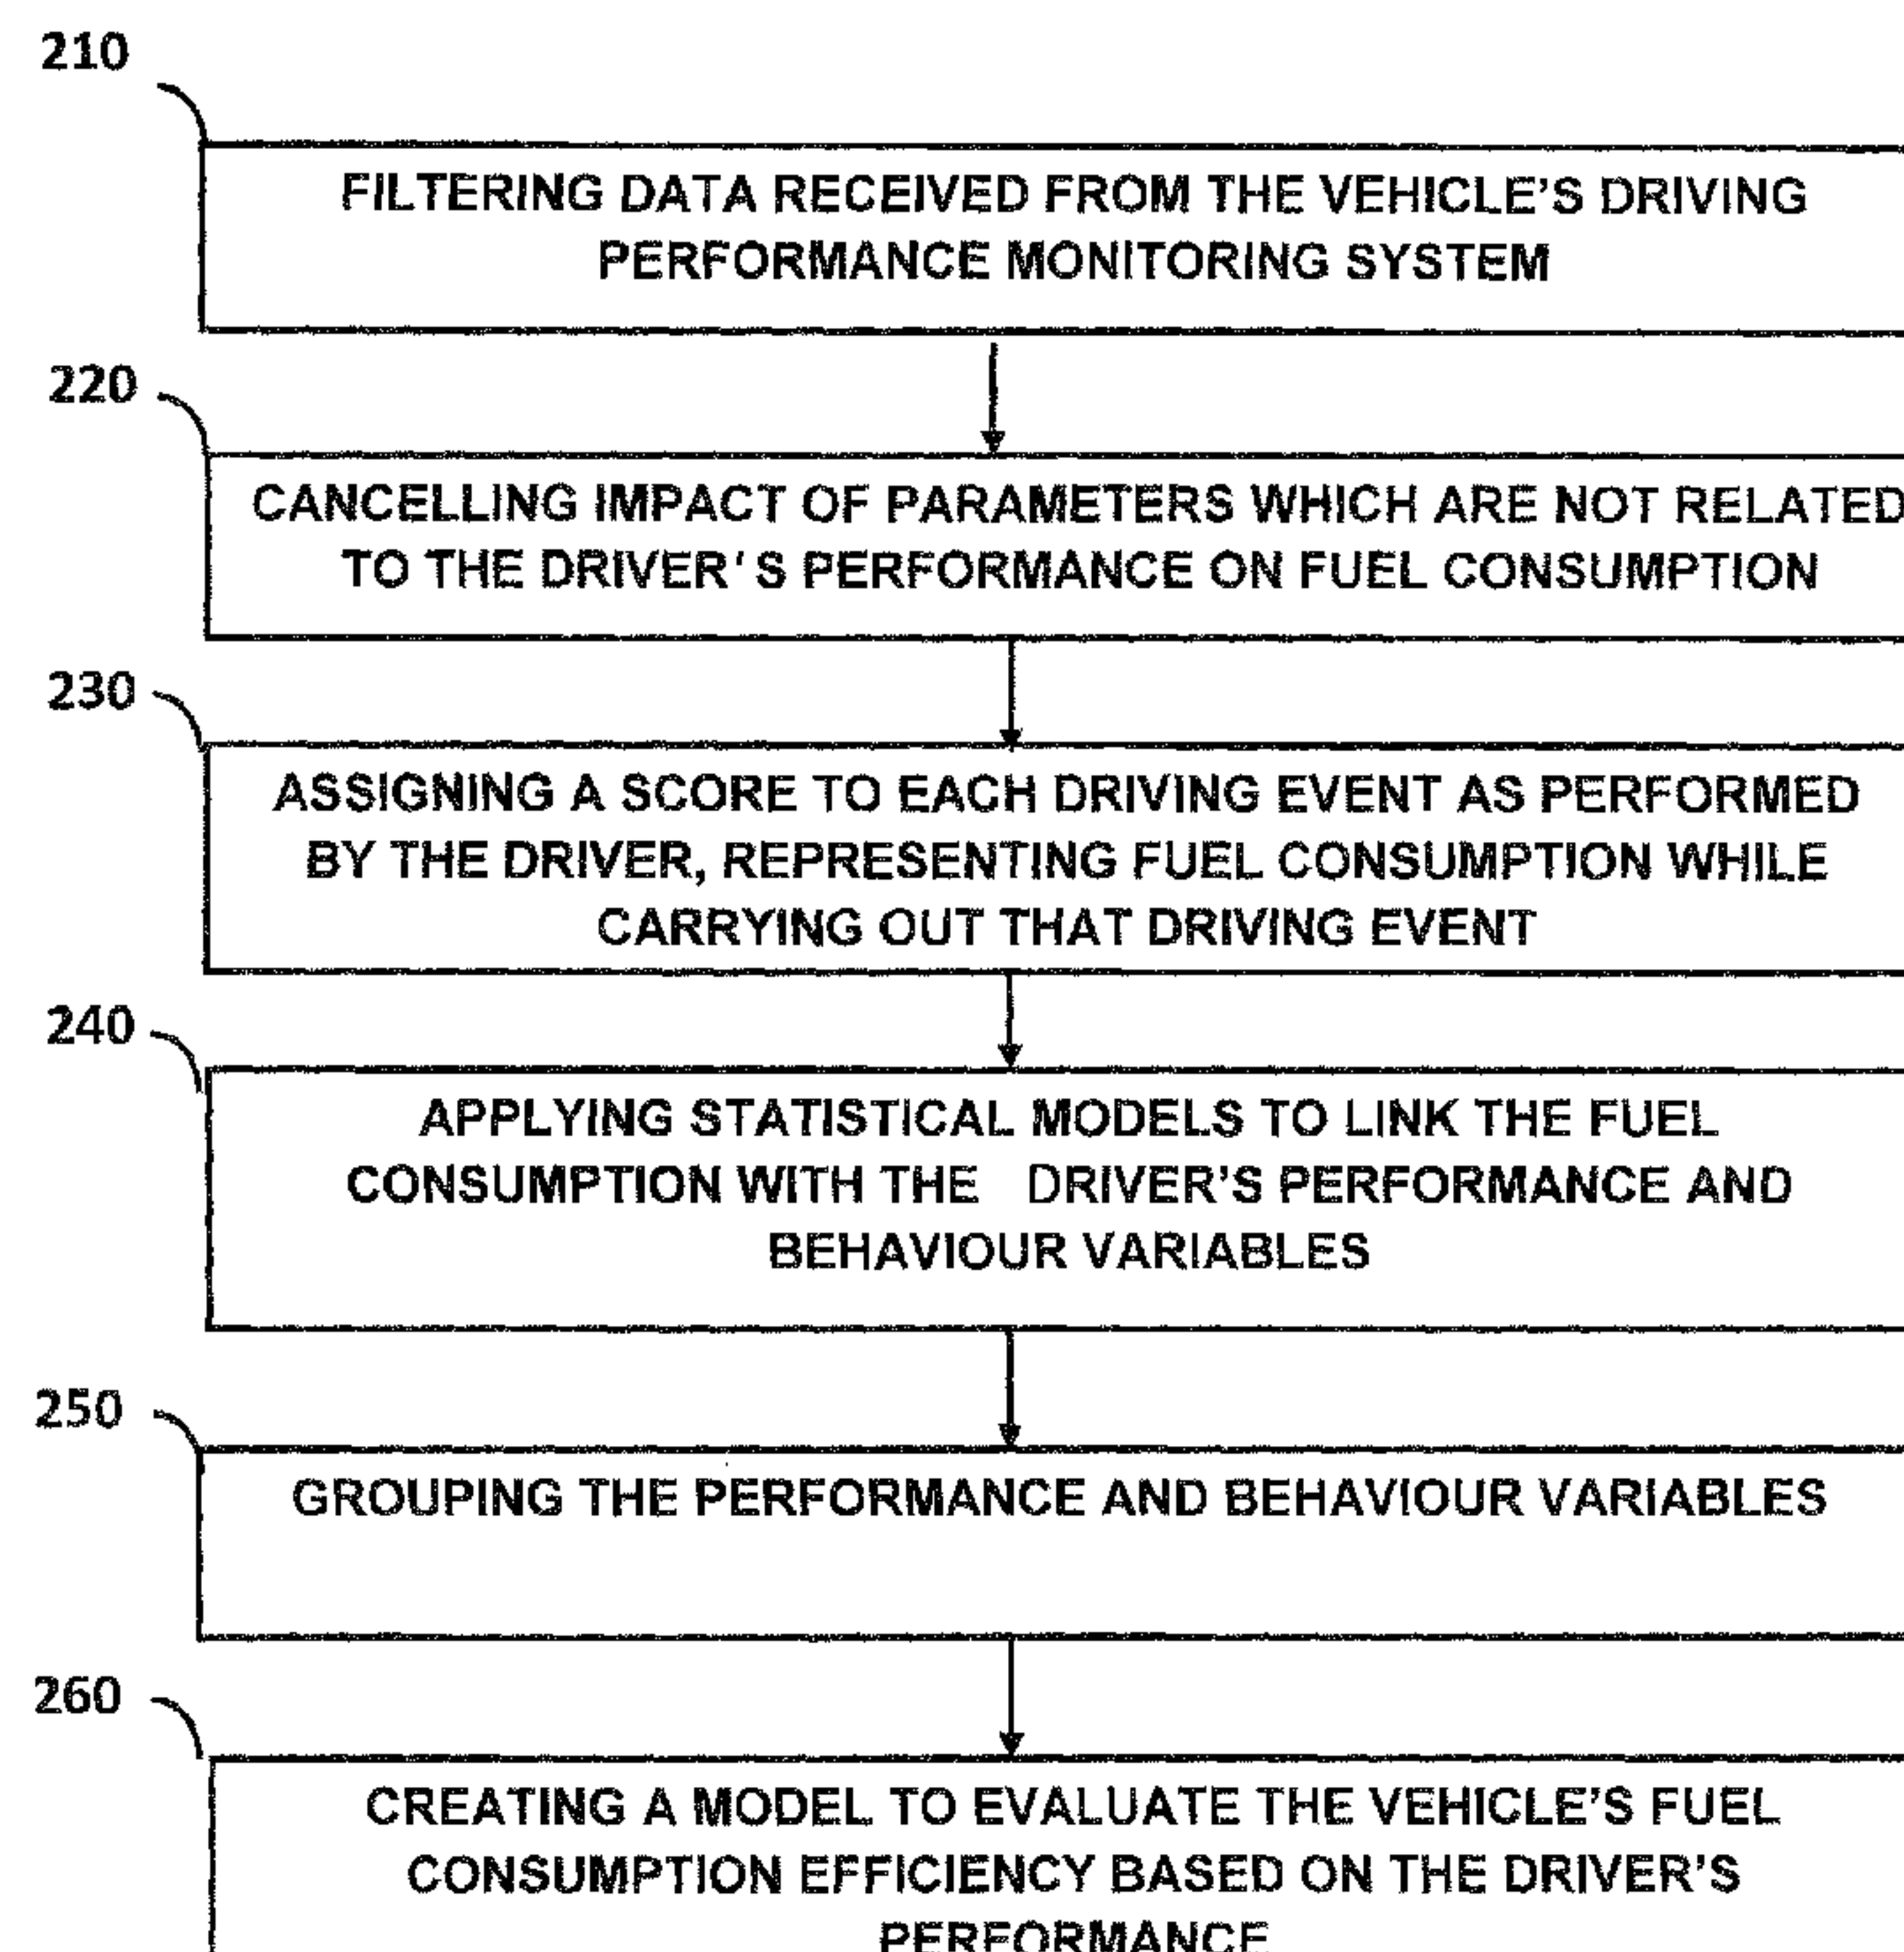 210
FILTERING DATA RECEIVED FROM THE VEHICLE'S DRIVING
PERFORMANCE MONITORING SYSTEM
220
CANCELLING IMPACT OF PARAMETERS WHICH ARE NOT RELATED
TO THE DRIVER'S PERFORMANCE ON FUEL CONSUMPTION
230
ASSIGNING A SCORE TO EACH DRIVING EVENT AS PERFORMED
BY THE DRIVER, REPRESENTING FUEL CONSUMPTION WHILE
CARRYING OUT THAT DRIVING EVENT
240
APPLYING STATISTICAL MODELS TO LINK THE FUEL
CONSUMPTION WITH THE DRIVER'S PERFORMANCE AND
BEHAVIOUR VARIABLES
250
GROUPING THE PERFORMANCE AND BEHAVIOUR VARIABLES
260
CREATING A MODEL TO EVALUATE THE VEHICLE'S FUEL
CONSUMPTION EFFICIENCY BASED ON THE DRIVER'S
PERFORMANCE